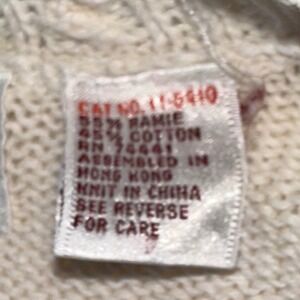 CAT NO. 11-5410
55% RAMIE
45% COTTON
RN 74441
ASSEMBLED IN
HONG KONG
KNIT IN CHINA
SEE REVERSE
FOR CARE